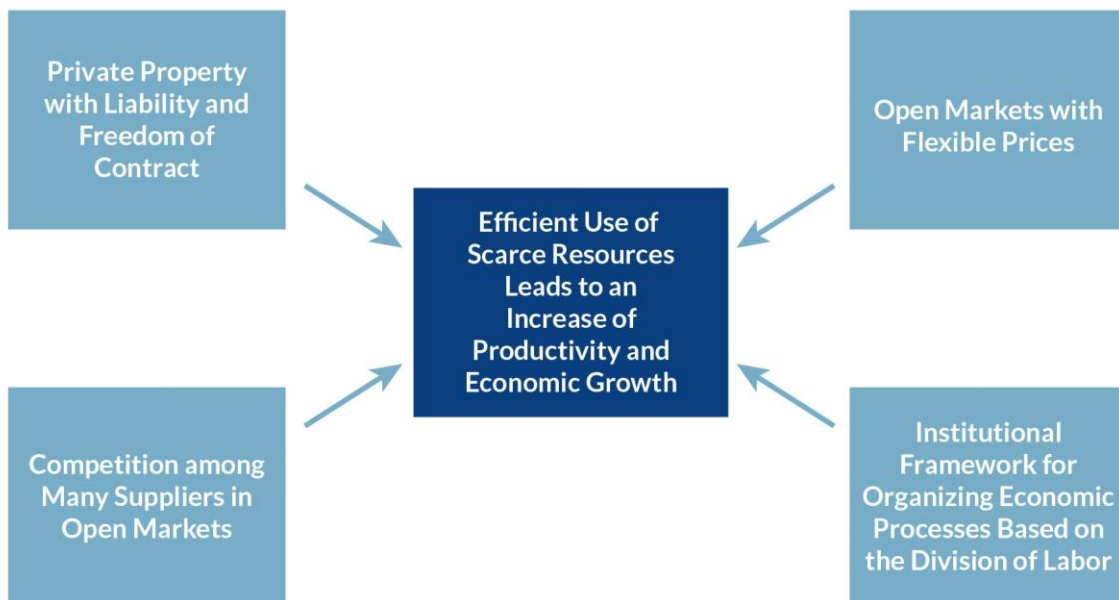 Private Property
with Liability and
Freedom of
Contract
Open Markets with
Flexible Prices
Efficient Use of
Scarce Resources
Leads to an
Increase of
Productivity and
Economic Growth
Competition among
Many Suppliers in
Open Markets
Institutional
Framework for
Organizing Economic
Processes Based on
the Division of Labor